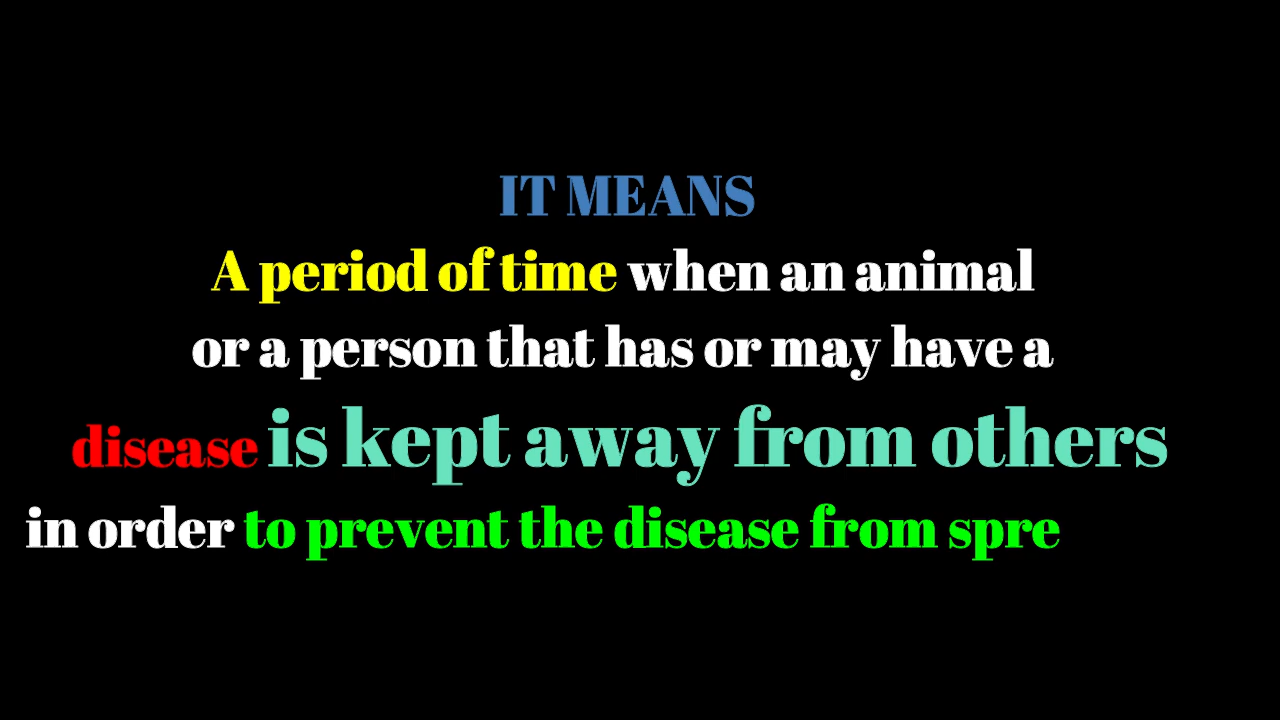 IT MEANS
A period of time when an animal
or a person that has or may have a
disease is kept away from others
in order to prevent the disease from spre